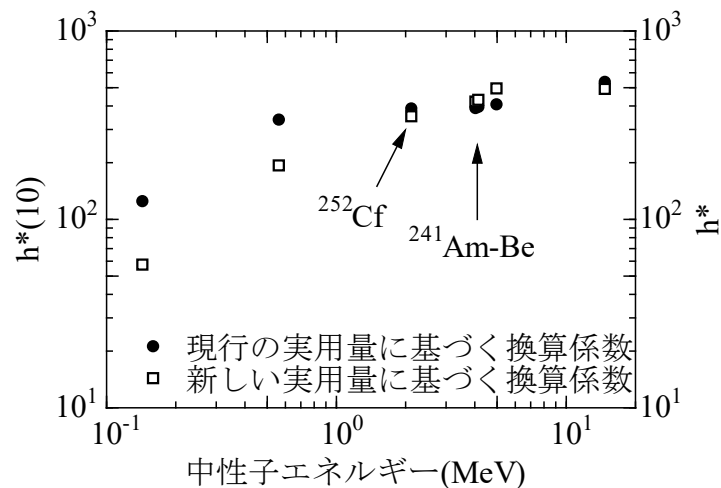 10³
10²
10¹
h*(10)
10³
10²
10¹
h*
²⁵²Cf
²⁴¹Am-Be
現行の実用量に基づく換算係数
新しい実用量に基づく換算係数
10⁻¹
10⁰
10¹
中性子エネルギー(MeV)